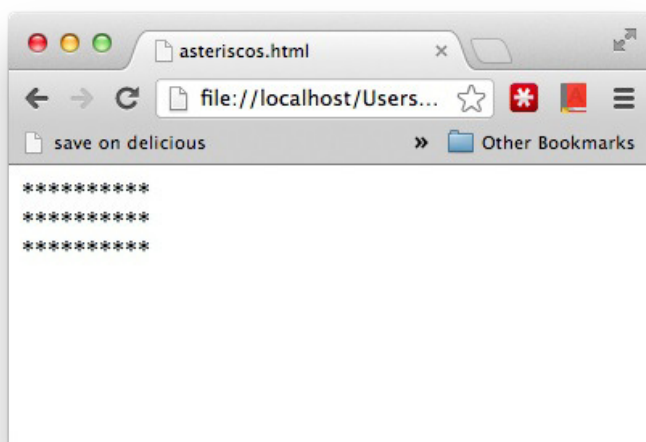 asteriscos.html
file://localhost/Users...
save on delicious » Other Bookmarks
**********
**********
**********